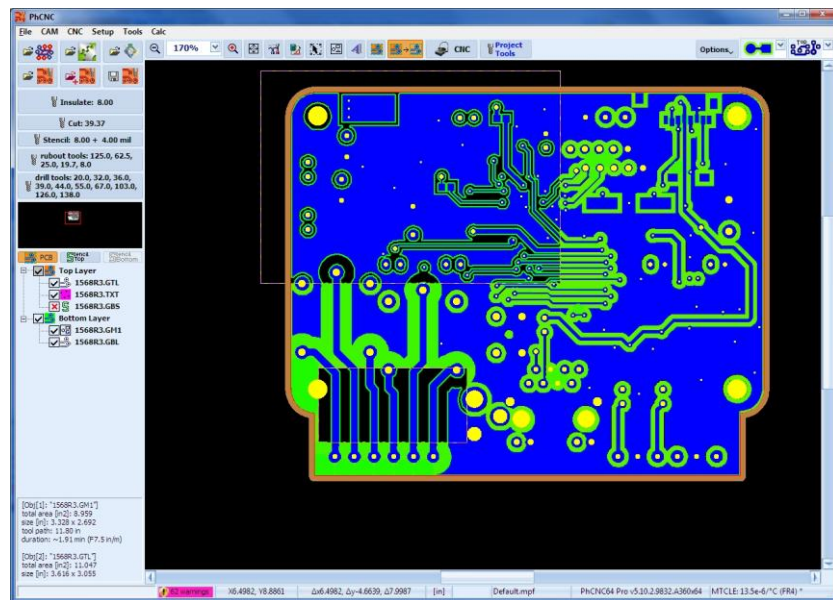 PhCNC
File CAM CNC Setup Tools Calc
170% CNC Project Tools Options
Insulate: 8.00
Cut: 39.37
Stencil: 8.00 + 4.00 mil
rubout tools: 125.0, 62.5,
25.0, 19.7, 8.0
drill tools: 20.0, 32.0, 36.0,
39.0, 44.0, 55.0, 67.0, 103.0,
126.0, 138.0
PCB Stencil Top Stencil Bottom
Top Layer
1568R3.GTL
1568R3.TXT
1568R3.GBS
Bottom Layer
1568R3.GM1
1568R3.GBL
[Obj[1]: "1568R3.GM1"]
total area [in2]: 8.959
size [in]: 3.328 x 2.692
tool path: 11.80 in
duration: ~1.91 min (F7.5 in/m)
[Obj[2]: "1568R3.GTL"]
total area [in2]: 11.047
size [in]: 3.616 x 3.055
62 warnings X6.4982, Y8.8861 Δx6.4982, Δy-4.6639, Δ7.9987 [in] Default.mpf PhCNC64 Pro v5.10.2.9832.A360x64 MTCLE: 13.5e-6/°C (FR4) *